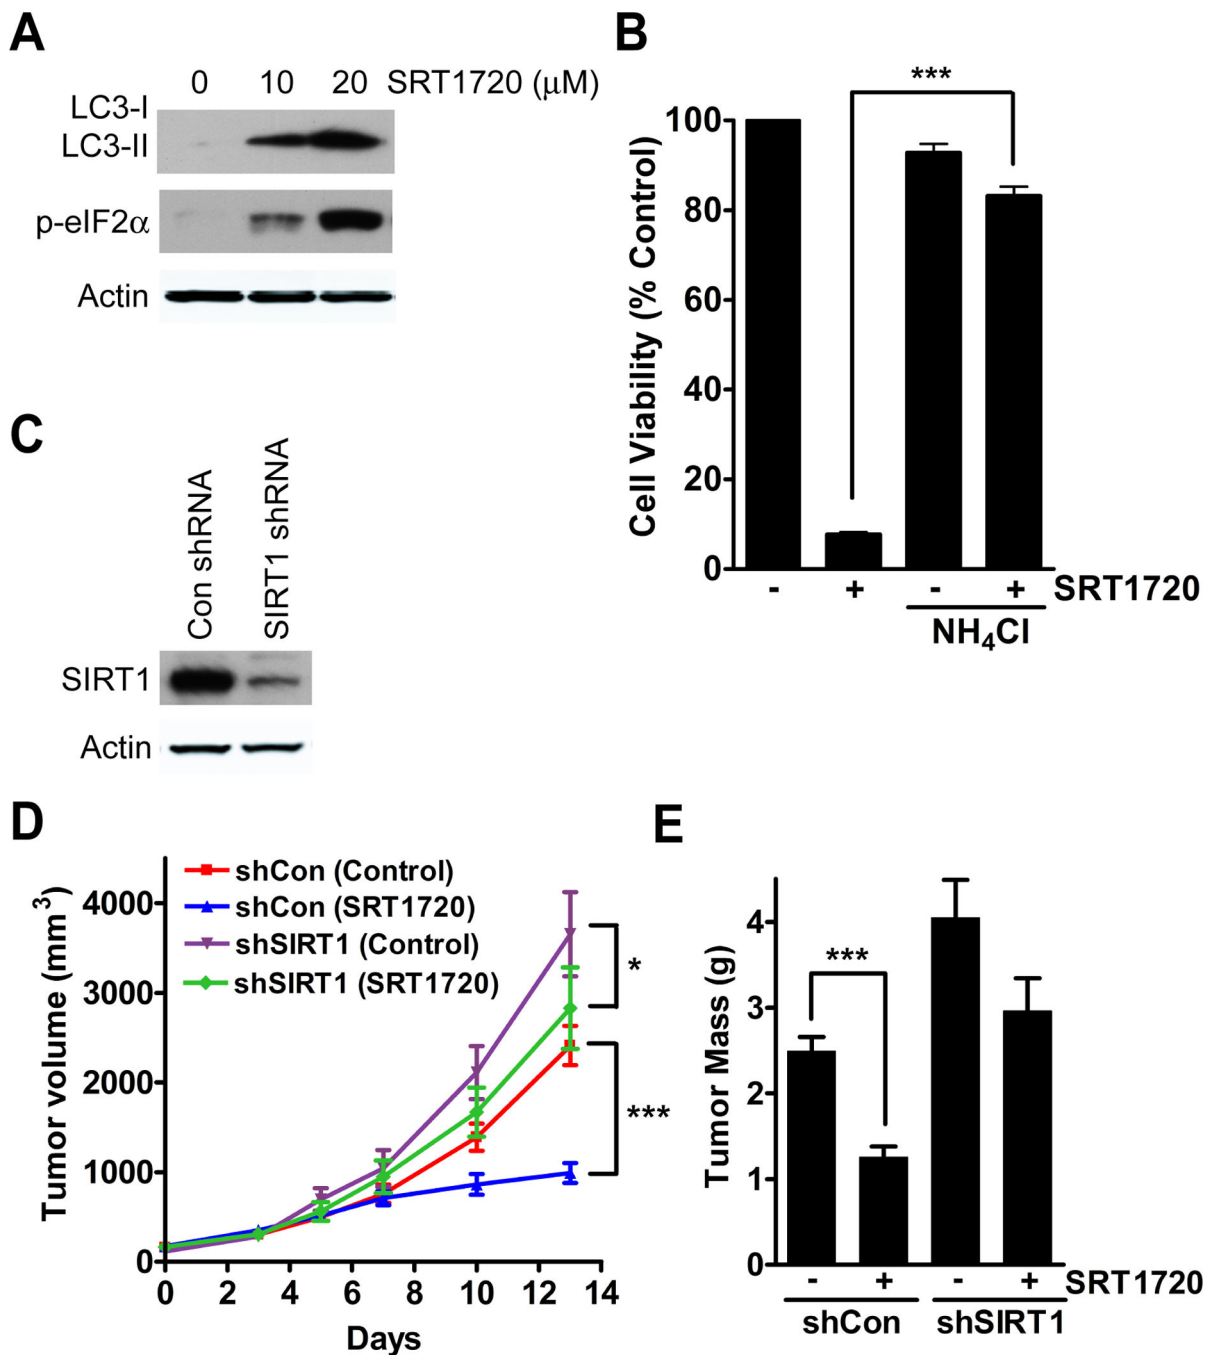 A
0 10 20 SRT1720 (μM)
LC3-I
LC3-II
p-eIF2α
Actin
B
***
Cell Viability (% Control)
100
80
60
40
20
0
- + - + SRT1720
NH₄Cl
C
Con shRNA
SIRT1 shRNA
SIRT1
Actin
D
shCon (Control)
shCon (SRT1720)
shSIRT1 (Control)
shSIRT1 (SRT1720)
Tumor volume (mm³)
4000
3000
2000
1000
0
*
***
0 2 4 6 8 10 12 14
Days
E
***
Tumor Mass (g)
4
3
2
1
0
- + - + SRT1720
shCon shSIRT1